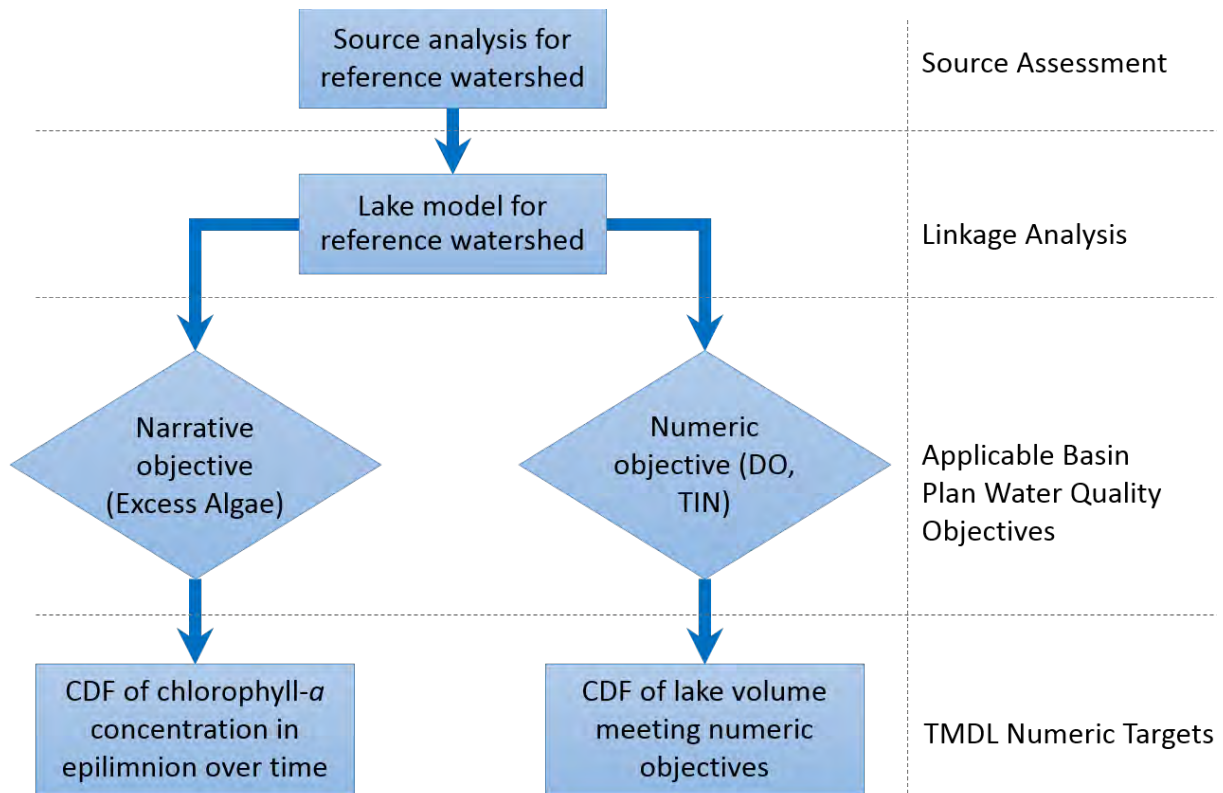 Source analysis for
reference watershed
Source Assessment
Lake model for
reference watershed
Linkage Analysis
Narrative
objective
(Excess Algae)
Numeric
objective (DO,
TIN)
Applicable Basin
Plan Water Quality
Objectives
CDF of chlorophyll-a
concentration in
epilimnion over time
CDF of lake volume
meeting numeric
objectives
TMDL Numeric Targets